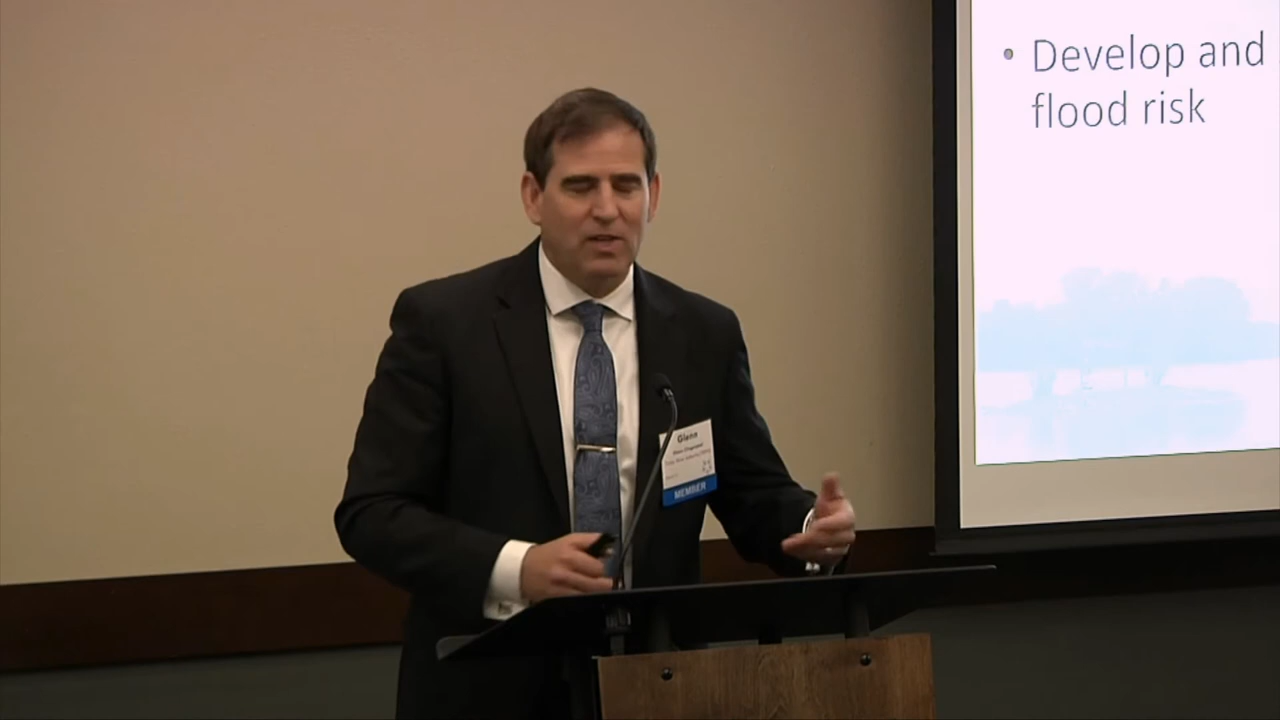 • Develop and
flood risk
Glenn
MEMBER